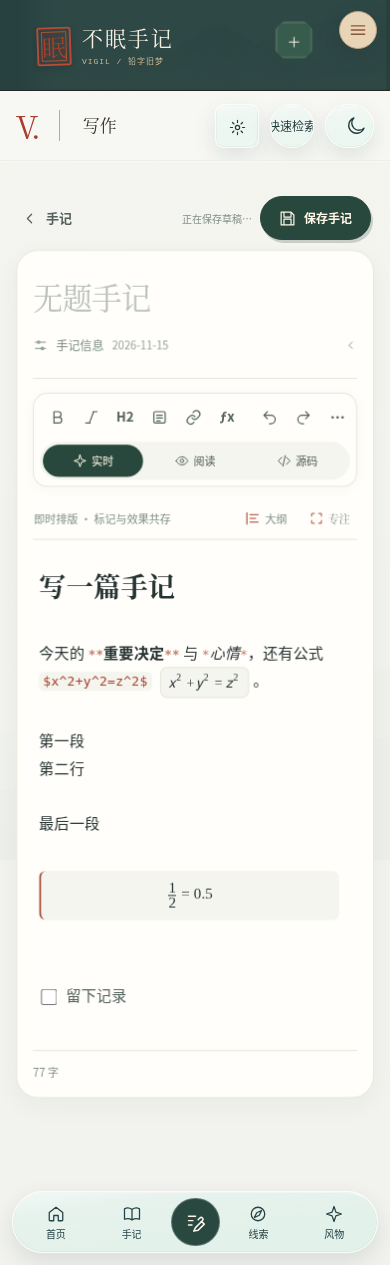 眠
不眠手记
VIGIL / 铅字旧梦
V.
写作
快速检索
手记
正在保存草稿…
保存手记
无题手记
手记信息 2026-11-15
B I H2 ƒx
实时
阅读
源码
即时排版 · 标记与效果共存
大纲
专注
写一篇手记
今天的 **重要决定** 与 *心情*，还有公式
$x^2+y^2=z^2$ x² + y² = z² 。
第一段
第二行
最后一段
1/2 = 0.5
留下记录
77 字
首页
手记
线索
风物